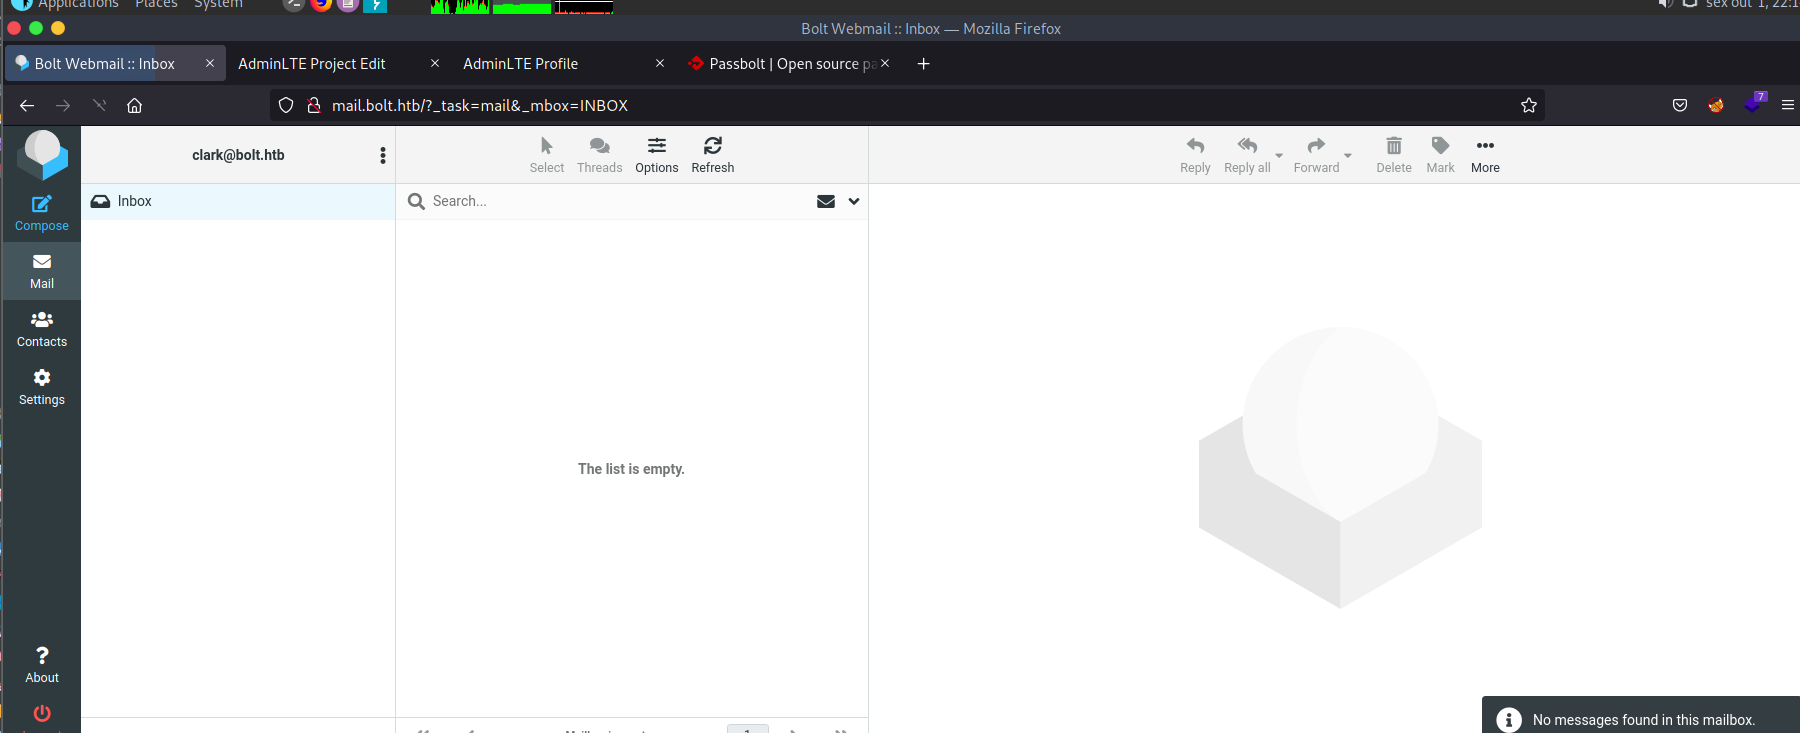 Applications Places System
sex out 1, 22:1
Bolt Webmail :: Inbox — Mozilla Firefox
Bolt Webmail :: Inbox
AdminLTE Project Edit
AdminLTE Profile
Passbolt | Open source pa
mail.bolt.htb/?_task=mail&_mbox=INBOX
7
clark@bolt.htb
Select
Threads
Options
Refresh
Reply
Reply all
Forward
Delete
Mark
More
Inbox
Search...
Compose
Mail
Contacts
Settings
The list is empty.
About
No messages found in this mailbox.
1